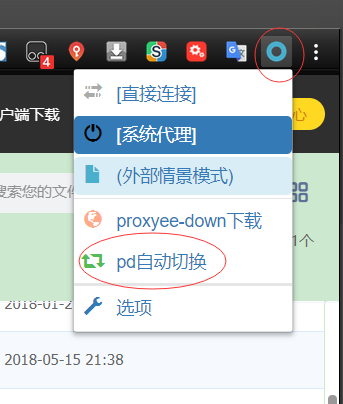 4
S
G
户端下载
心
[直接连接]
[系统代理]
(外部情景模式)
搜索您的文件
proxyee-down下载
pd自动切换
1个
选项
2018-01-2
2018-05-15 21:38